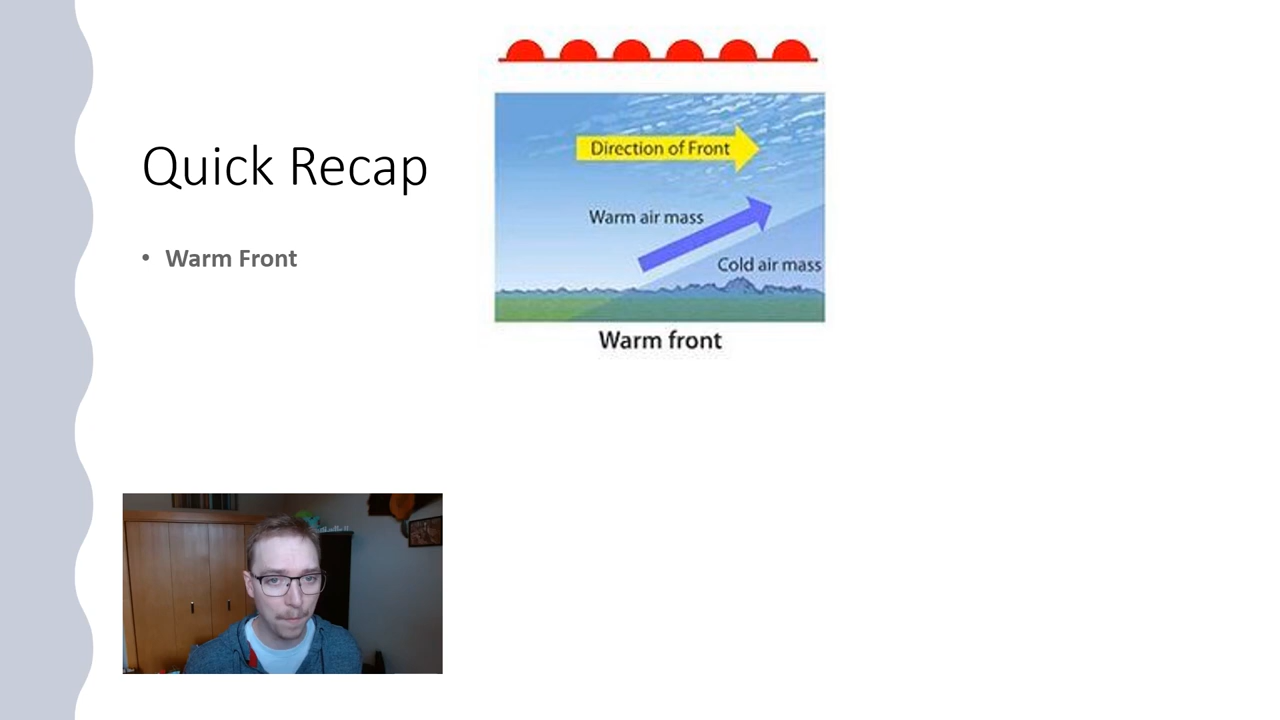 Quick Recap
• Warm Front
Direction of Front
Warm air mass
Cold air mass
Warm front